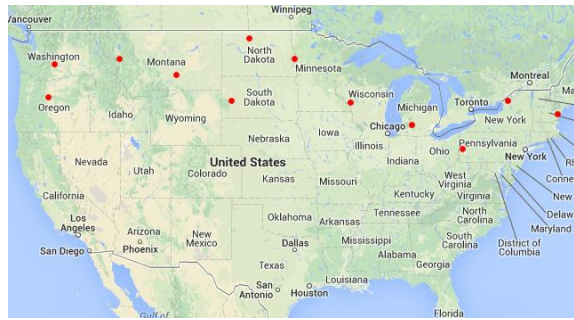 Winnipeg
Vancouver
Washington
Montana
North
Dakota
Minnesota
Montreal
Ma
Oregon
Idaho
South
Dakota
Wisconsin
Michigan
Toronto
Wyoming
New York
Chicago
Iowa
Nebraska
Illinois
Indiana
Ohio
Pennsylvania
New York
Nevada
Utah
United States
Colorado
Kansas
Missouri
West
Virginia
Virginia
Kentucky
Rh
Conne
New
Delaw
Maryland
District of
Columbia
California
Los
Angeles
San Diego
Arizona
Phoenix
New
Mexico
Oklahoma
Arkansas
Tennessee
North
Carolina
South
Carolina
Dallas
Mississippi
Alabama
Georgia
Texas
San
Antonio
Houston
Louisiana
Florida
Gulf of